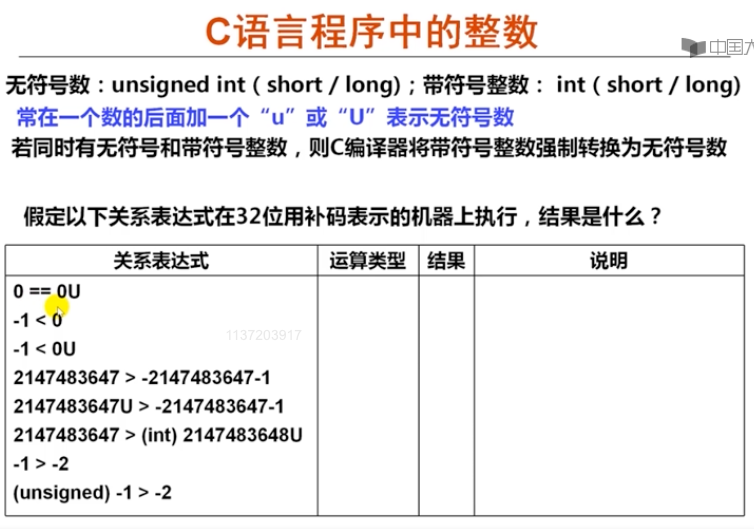 C语言程序中的整数
中国大
无符号数：unsigned int ( short / long)；带符号整数： int ( short / long)
常在一个数的后面加一个“u”或“U”表示无符号数
若同时有无符号和带符号整数，则C编译器将带符号整数强制转换为无符号数
假定以下关系表达式在32位用补码表示的机器上执行，结果是什么？
关系表达式 运算类型 结果 说明
0 == 0U
-1 < 0
1137203917
-1 < 0U
2147483647 > -2147483647-1
2147483647U > -2147483647-1
2147483647 > (int) 2147483648U
-1 > -2
(unsigned) -1 > -2